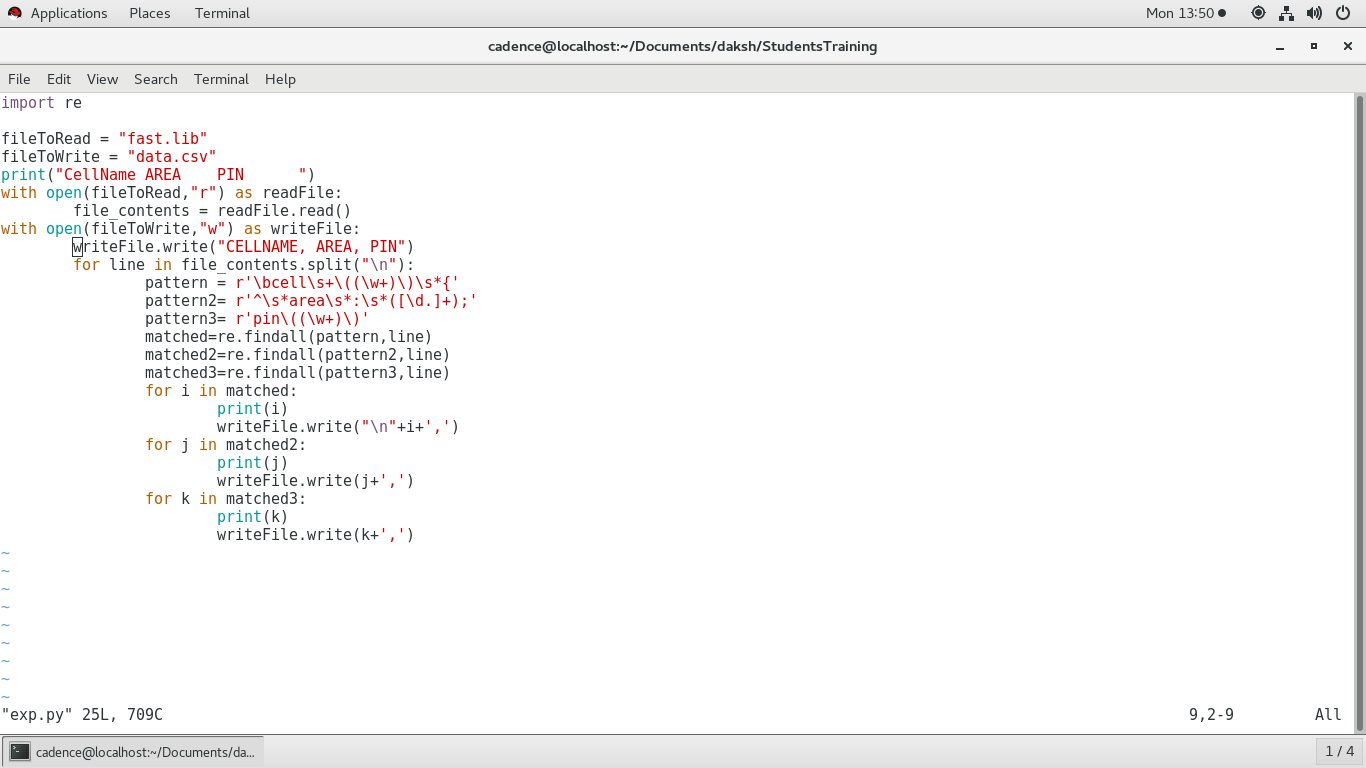 Applications Places Terminal Mon 13:50
cadence@localhost:~/Documents/daksh/StudentsTraining
File Edit View Search Terminal Help
import re

fileToRead = "fast.lib"
fileToWrite = "data.csv"
print("CellName AREA    PIN      ")
with open(fileToRead,"r") as readFile:
        file_contents = readFile.read()
with open(fileToWrite,"w") as writeFile:
        writeFile.write("CELLNAME, AREA, PIN")
        for line in file_contents.split("\n"):
                pattern = r'\bcell\s+\((\w+)\)\s*{'
                pattern2= r'^\s*area\s*:\s*([\d.]+);'
                pattern3= r'pin\((\w+)\)'
                matched=re.findall(pattern,line)
                matched2=re.findall(pattern2,line)
                matched3=re.findall(pattern3,line)
                for i in matched:
                        print(i)
                        writeFile.write("\n"+i+',')
                for j in matched2:
                        print(j)
                        writeFile.write(j+',')
                for k in matched3:
                        print(k)
                        writeFile.write(k+',')
~
~
~
~
~
~
~
~
~
"exp.py" 25L, 709C 9,2-9 All
cadence@localhost:~/Documents/da... 1 / 4